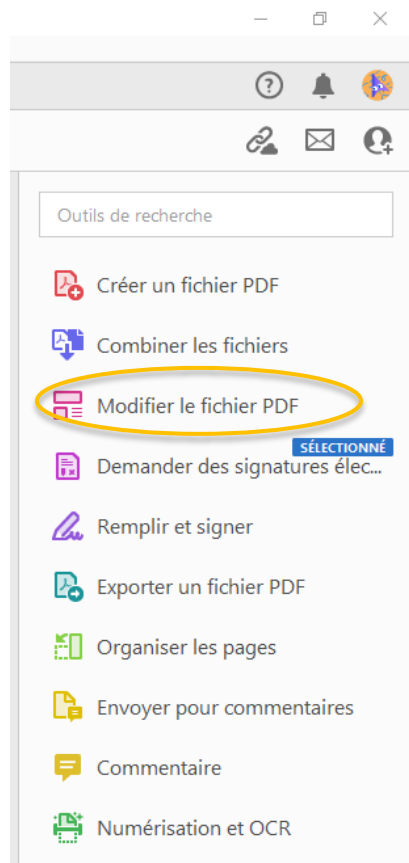 Outils de recherche
Créer un fichier PDF
Combiner les fichiers
Modifier le fichier PDF
SÉLECTIONNÉ
Demander des signatures élec...
Remplir et signer
Exporter un fichier PDF
Organiser les pages
Envoyer pour commentaires
Commentaire
Numérisation et OCR